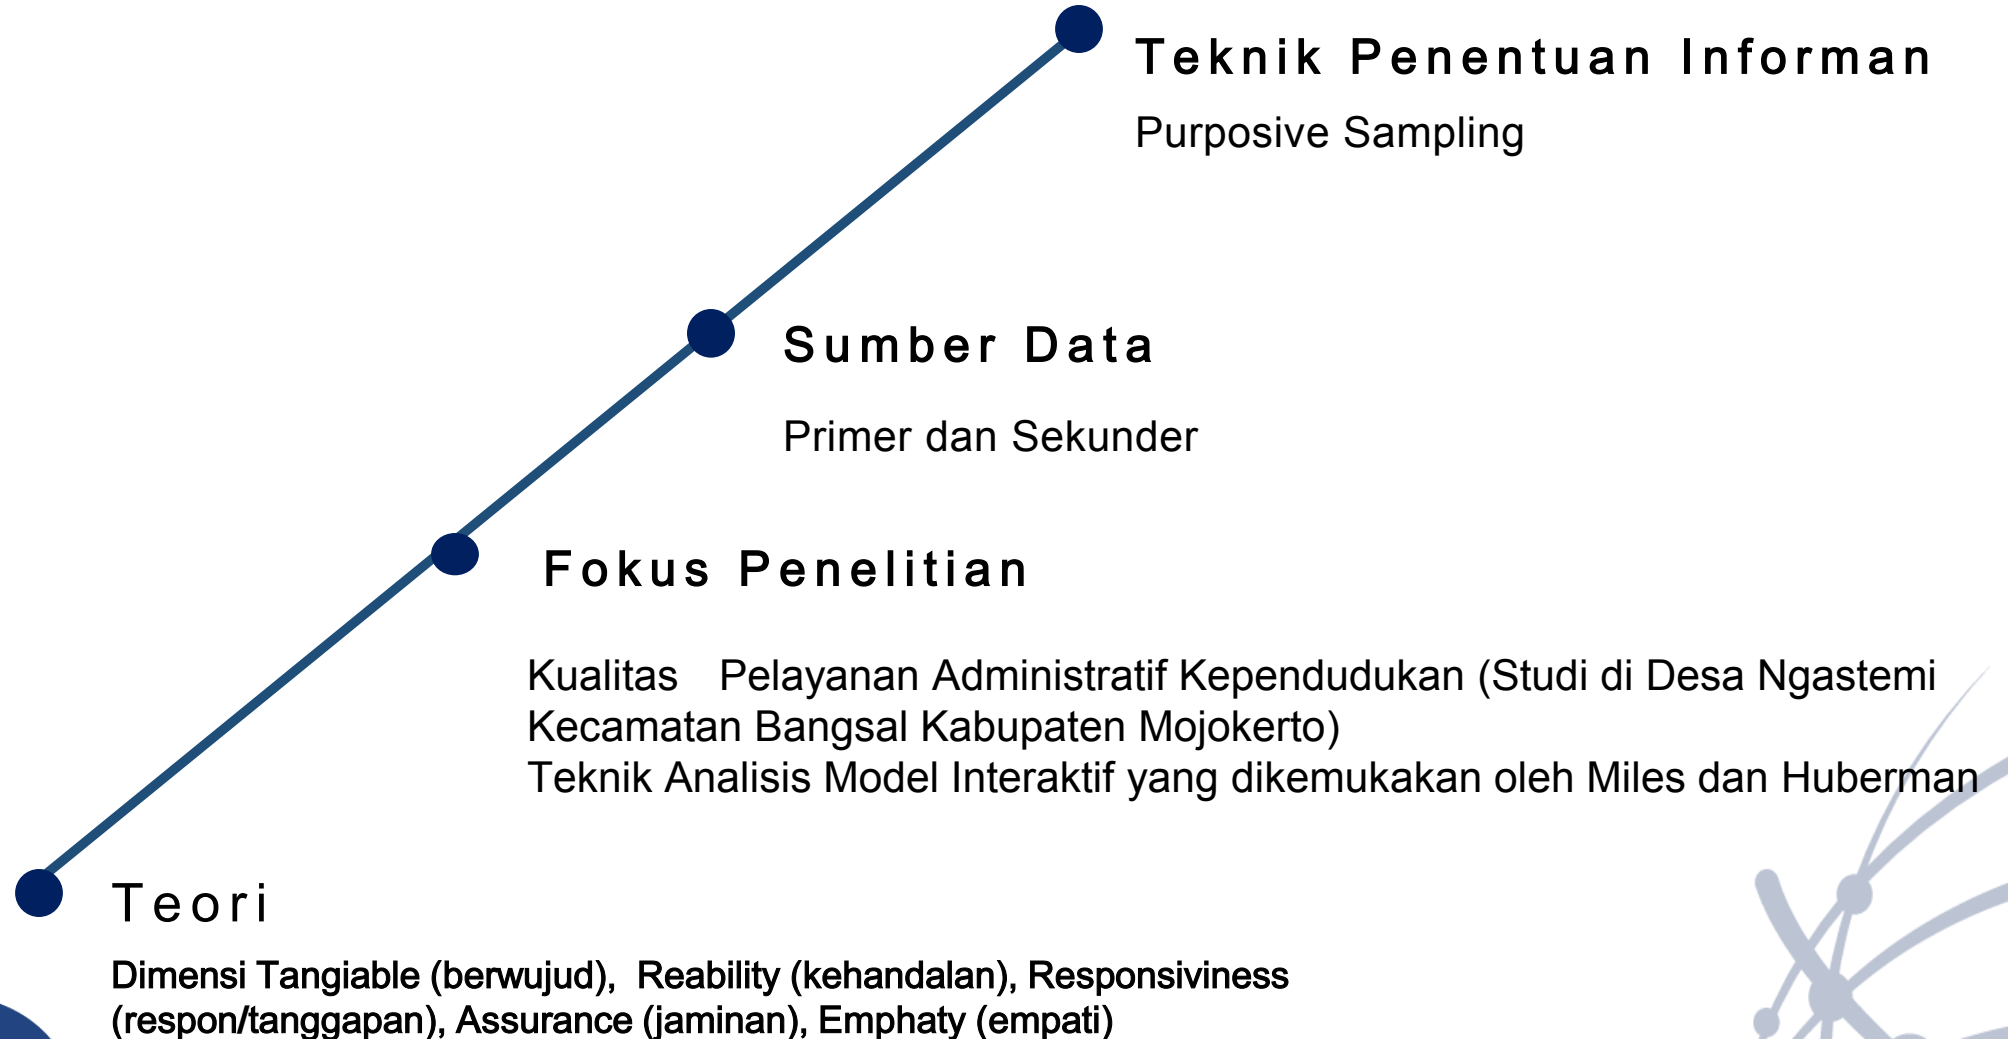 Teknik Penentuan Informan
Purposive Sampling
Sumber Data
Primer dan Sekunder
Fokus Penelitian
Kualitas Pelayanan Administratif Kependudukan (Studi di Desa Ngastemi
Kecamatan Bangsal Kabupaten Mojokerto)
Teknik Analisis Model Interaktif yang dikemukakan oleh Miles dan Huberman
Teori
Dimensi Tangiable (berwujud), Reability (kehandalan), Responsiviness
(respon/tanggapan), Assurance (jaminan), Emphaty (empati)